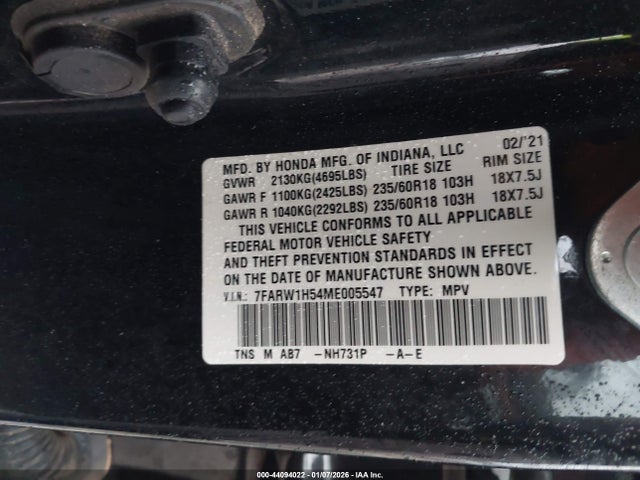 MFD. BY HONDA MFG. OF INDIANA, LLC 02/'21
GVWR 2130KG(4695LBS) TIRE SIZE RIM SIZE
GAWR F 1100KG(2425LBS) 235/60R18 103H 18X7.5J
GAWR R 1040KG(2292LBS) 235/60R18 103H 18X7.5J
THIS VEHICLE CONFORMS TO ALL APPLICABLE
FEDERAL MOTOR VEHICLE SAFETY
AND THEFT PREVENTION STANDARDS IN EFFECT
ON THE DATE OF MANUFACTURE SHOWN ABOVE.
V.I.N.: 7FARW1H54ME005547 TYPE: MPV
TNS M AB7 -NH731P -A-E
000-44094022 - 01/07/2026 - IAA Inc.